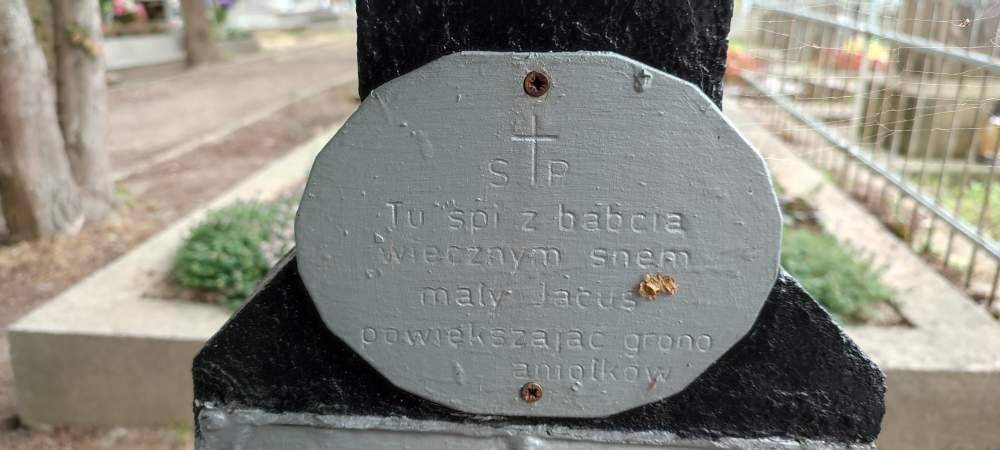 S P
Tu śpi z babcią
wiecznym snem
mały Jacuś
powiększając grono
aniołków